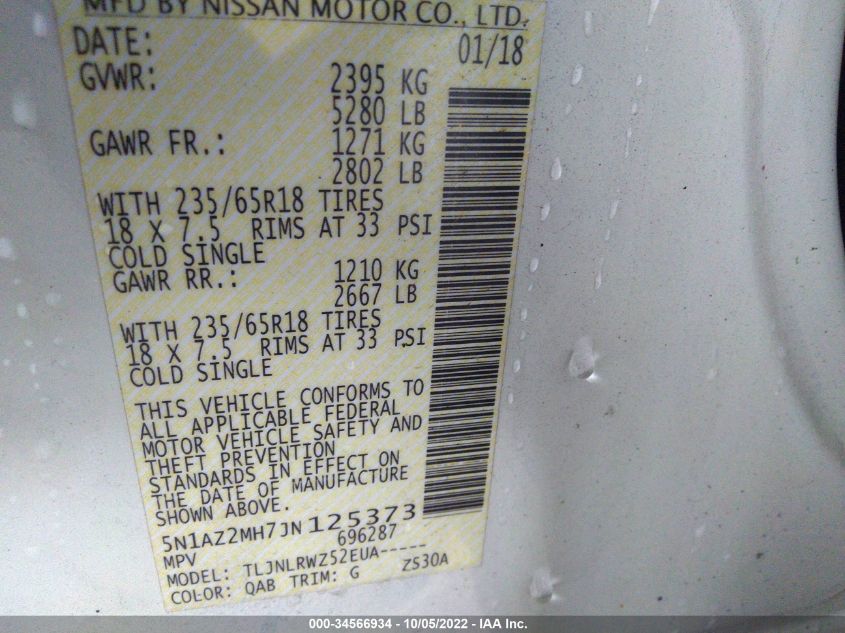 MFD BY NISSAN MOTOR CO., LTD.
DATE: 01/18
GVWR: 2395 KG
5280 LB
GAWR FR.: 1271 KG
2802 LB
WITH 235/65R18 TIRES
18 X 7.5 RIMS AT 33 PSI
COLD SINGLE
GAWR RR.: 1210 KG
2667 LB
WITH 235/65R18 TIRES
18 X 7.5 RIMS AT 33 PSI
COLD SINGLE
THIS VEHICLE CONFORMS TO
ALL APPLICABLE FEDERAL
MOTOR VEHICLE SAFETY AND
THEFT PREVENTION
STANDARDS IN EFFECT ON
THE DATE OF MANUFACTURE
SHOWN ABOVE.
5N1AZ2MH7JN125373
MPV 696287
MODEL: TLJNLRWZ52EUA-----
COLOR: QAB TRIM: G ZS30A
000-34566934 - 10/05/2022 - IAA Inc.